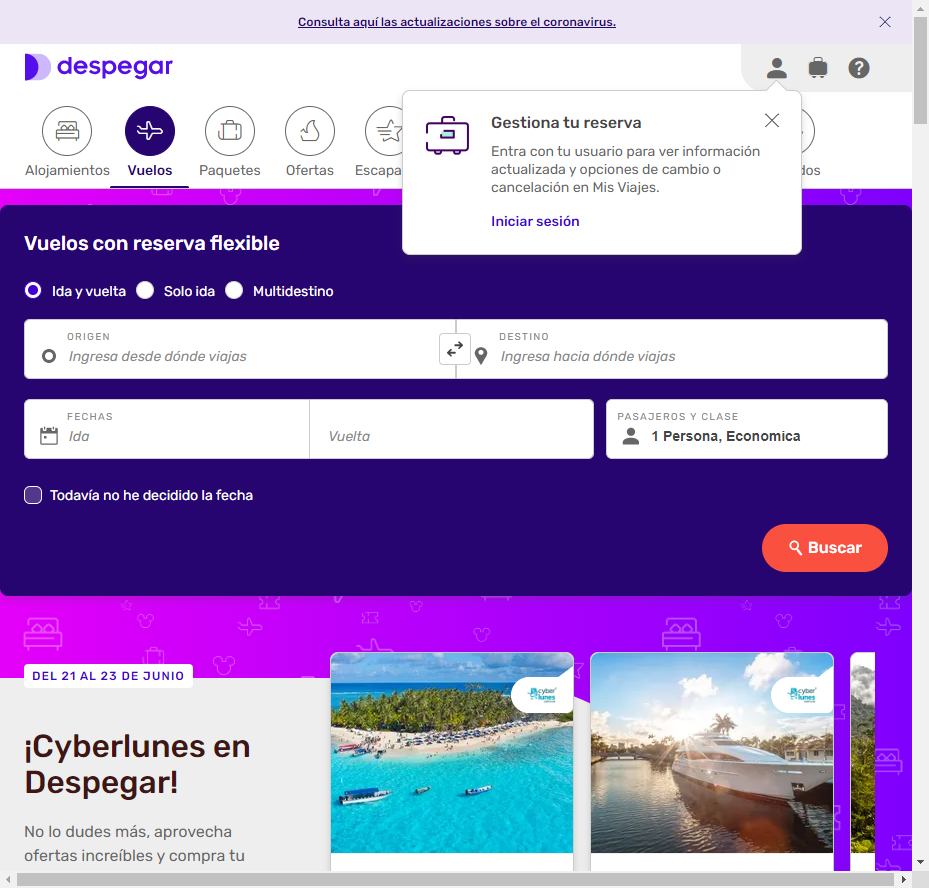 Consulta aquí las actualizaciones sobre el coronavirus.
despegar
Alojamientos
Vuelos
Paquetes
Ofertas
Escapa
dos
Gestiona tu reserva
Entra con tu usuario para ver información
actualizada y opciones de cambio o
cancelación en Mis Viajes.
Iniciar sesión
Vuelos con reserva flexible
Ida y vuelta
Solo ida
Multidestino
ORIGEN
Ingresa desde dónde viajas
DESTINO
Ingresa hacia dónde viajas
FECHAS
Ida
Vuelta
PASAJEROS Y CLASE
1 Persona, Economica
Todavía no he decidido la fecha
Buscar
DEL 21 AL 23 DE JUNIO
¡Cyberlunes en
Despegar!
No lo dudes más, aprovecha
ofertas increíbles y compra tu
cyber
lunes
cyber
lunes